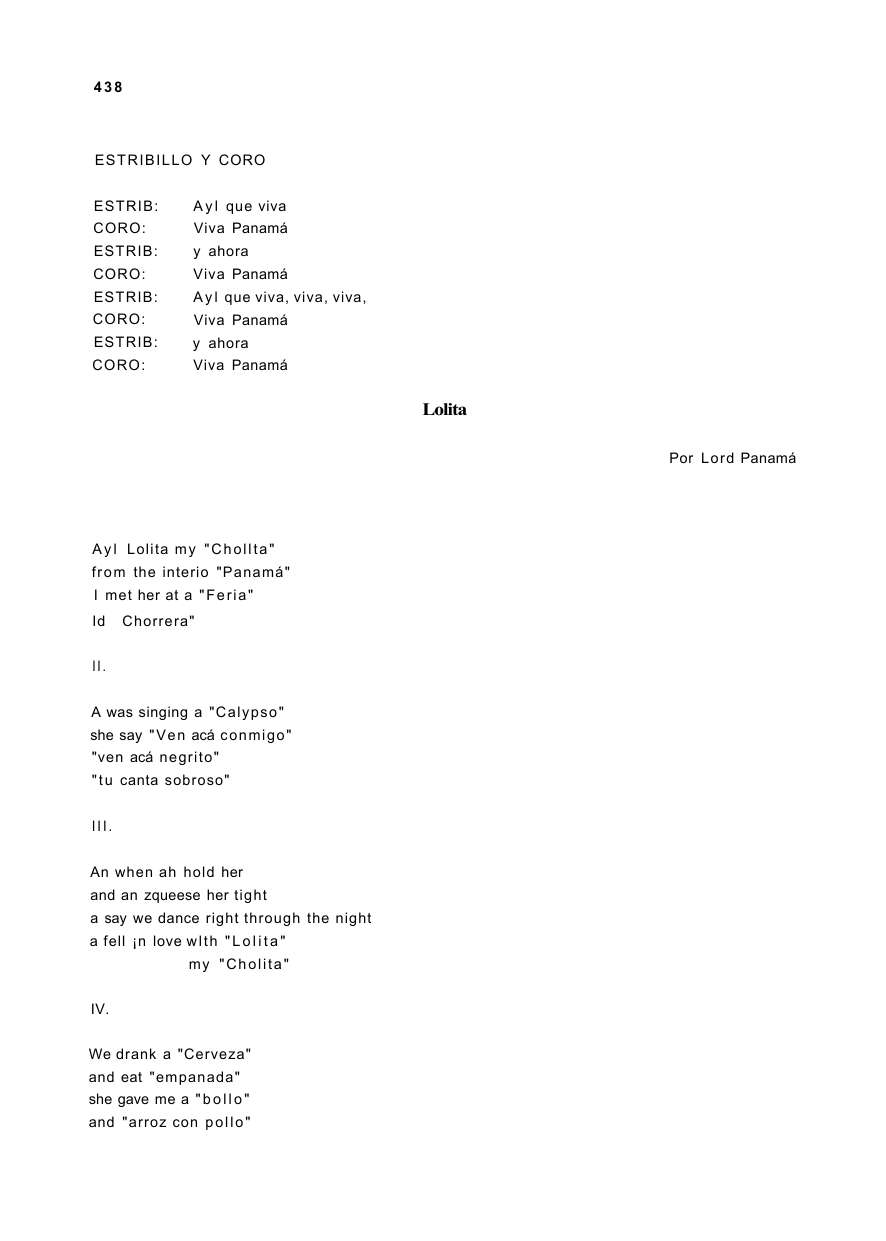 438
ESTRIBILLO Y CORO
ESTRIB: Ayl que viva
CORO: Viva Panamá
ESTRIB: y ahora
CORO: Viva Panamá
ESTRIB: Ayl que viva, viva, viva,
CORO: Viva Panamá
ESTRIB: y ahora
CORO: Viva Panamá
Lolita
Por Lord Panamá
Ayl Lolita my "Chollta"
from the interio "Panamá"
I met her at a "Feria"
Id Chorrera"
II.
A was singing a "Calypso"
she say "Ven acá conmigo"
"ven acá negrito"
"tu canta sobroso"
III.
An when ah hold her
and an zqueese her tight
a say we dance right through the night
a fell ¡n love wlth "Lolita"
my "Cholita"
IV.
We drank a "Cerveza"
and eat "empanada"
she gave me a "bollo"
and "arroz con pollo"